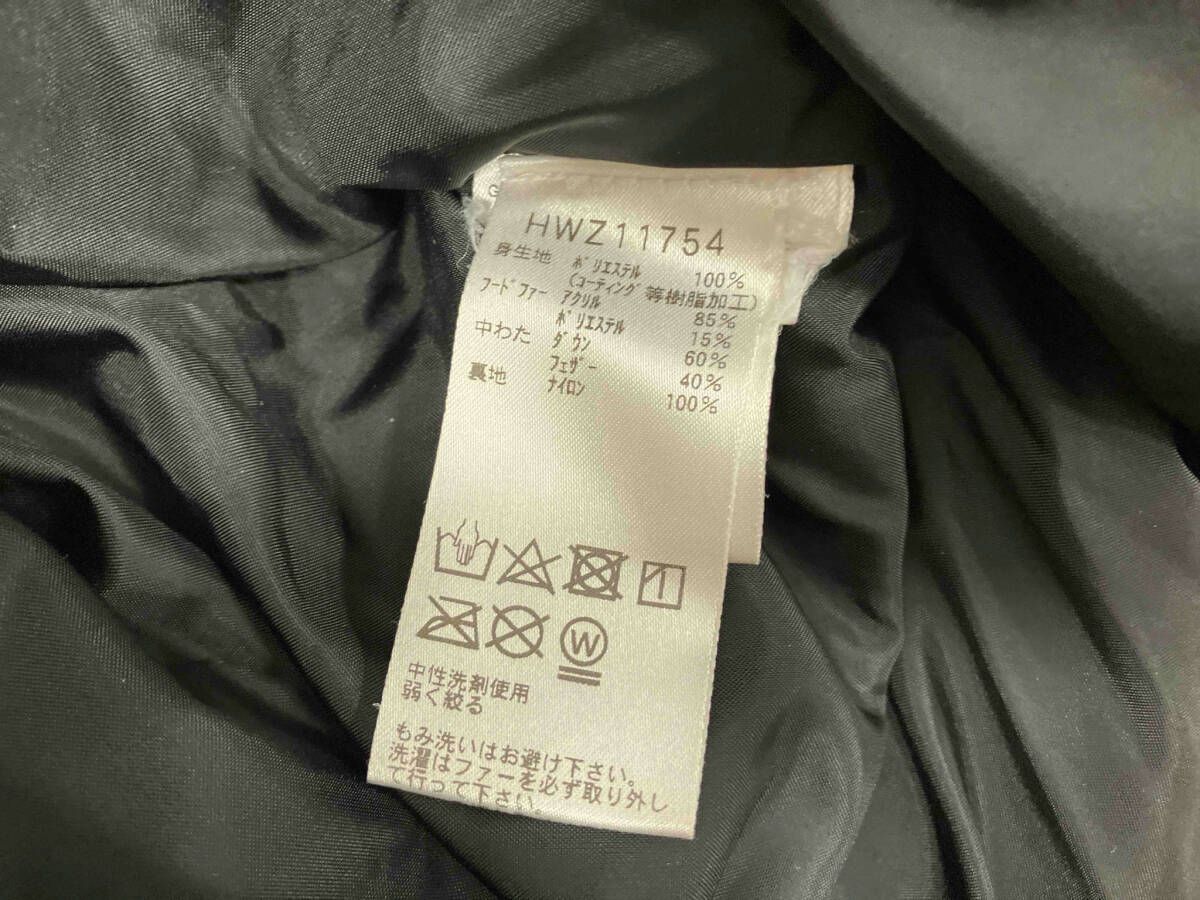 HWZ11754
身生地 ポリエステル 100%
(コーティング等樹脂加工)
フードファー アクリル 85%
ポリエステル 15%
中わた ダウン 60%
フェザー 40%
裏地 ナイロン 100%
W
中性洗剤使用
弱く絞る
もみ洗いはお避け下さい。
洗濯はファーを必ず取り外し
て行って下さい。